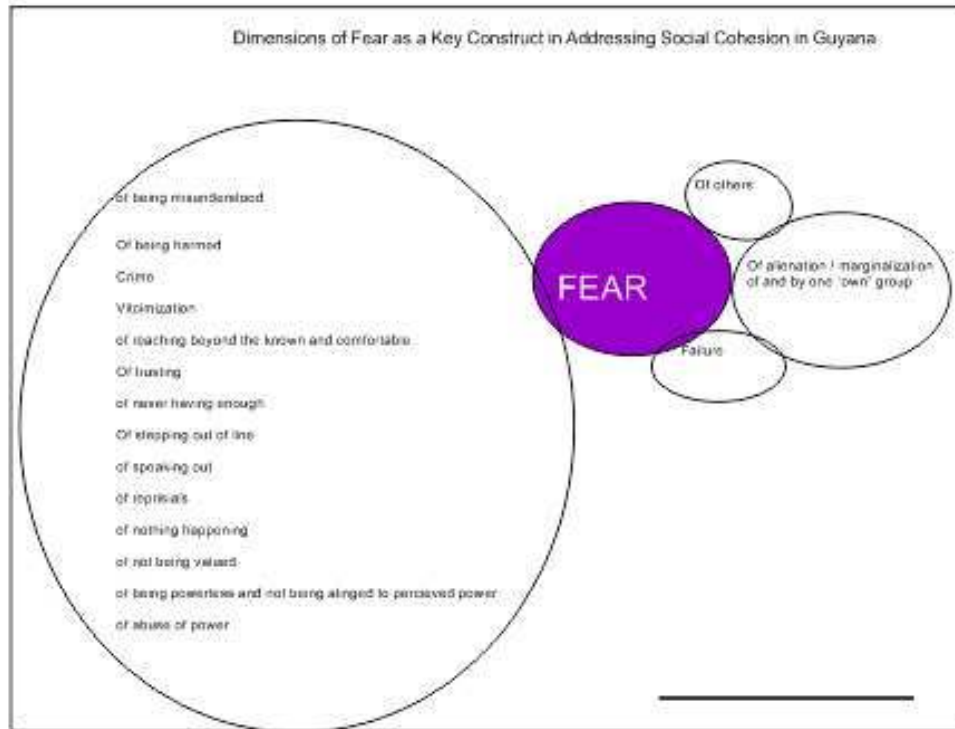 Dimensions of Fear as a Key Construct in Addressing Social Cohesion in Guyana
of being misunderstood
Of being harmed
Crime
Vitcimization
of reaching beyond the known and comfortable
Of trusting
of never having enough
Of stepping out of line
of speaking out
of reprisials
of nothing happening
of not being valued
of being powerless and not being alinged to perceived power
of abuse of power
FEAR
Of others
Of alienation / marginalization
of and by one 'own' group
Failure